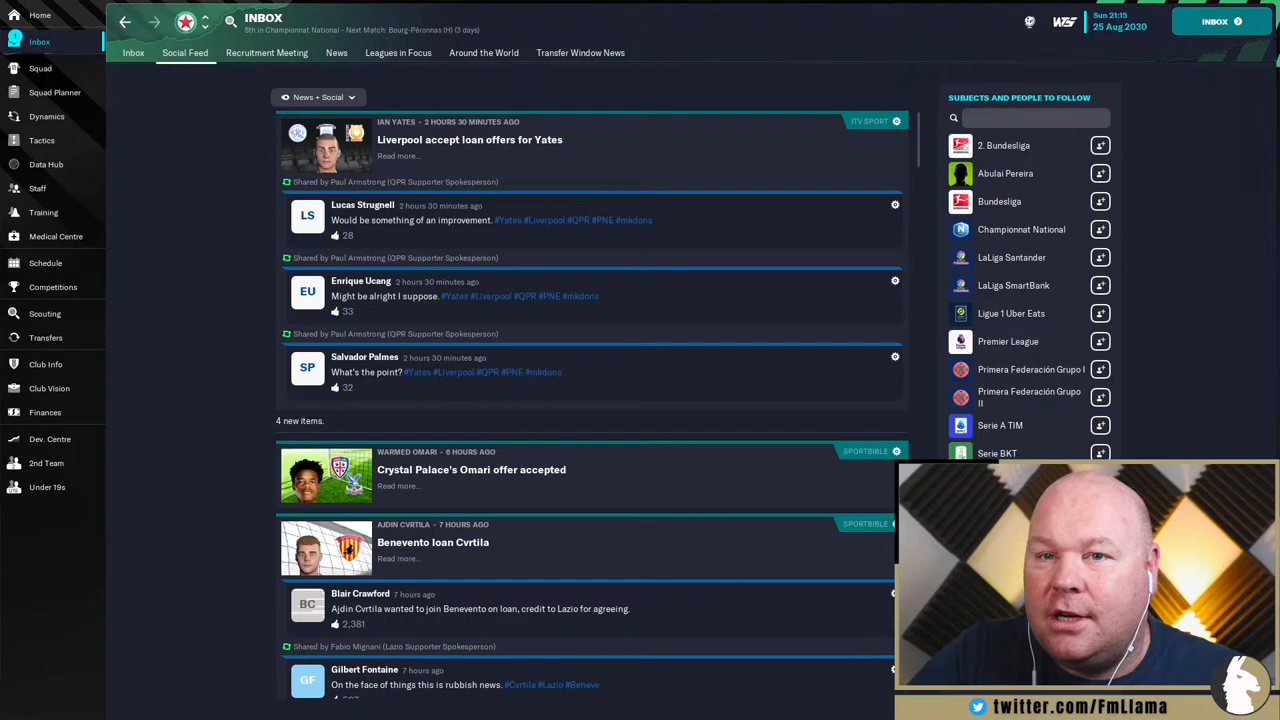 Home
1
Inbox
Squad
Squad Planner
Dynamics
Tactics
Data Hub
Staff
Training
Medical Centre
Schedule
Competitions
Scouting
Transfers
Club Info
Club Vision
Finances
Dev. Centre
2nd Team
Under 19s
INBOX
5th in Championnat National - Next Match: Bourg-Péronnas (H) (3 days)
Sun 21:15
25 Aug 2030
INBOX
Inbox
Social Feed
Recruitment Meeting
News
Leagues in Focus
Around the World
Transfer Window News
News + Social
IAN YATES - 2 HOURS 30 MINUTES AGO
ITV SPORT
Liverpool accept loan offers for Yates
Read more...
Shared by Paul Armstrong (QPR Supporter Spokesperson)
LS
Lucas Strugnell 2 hours 30 minutes ago
Would be something of an improvement. #Yates #Liverpool #QPR #PNE #mkdons
28
Shared by Paul Armstrong (QPR Supporter Spokesperson)
EU
Enrique Ucang 2 hours 30 minutes ago
Might be alright I suppose. #Yates #Liverpool #QPR #PNE #mkdons
33
Shared by Paul Armstrong (QPR Supporter Spokesperson)
SP
Salvador Palmes 2 hours 30 minutes ago
What's the point? #Yates #Liverpool #QPR #PNE #mkdons
32
4 new items.
WARMED OMARI - 6 HOURS AGO
SPORTBIBLE
Crystal Palace's Omari offer accepted
Read more...
AJDIN CVRTILA - 7 HOURS AGO
SPORTBIBLE
Benevento loan Cvrtila
Read more...
BC
Blair Crawford 7 hours ago
Ajdin Cvrtila wanted to join Benevento on loan, credit to Lazio for agreeing.
2,381
Shared by Fabio Mignani (Lazio Supporter Spokesperson)
GF
Gilbert Fontaine 7 hours ago
On the face of things this is rubbish news. #Cvrtila #Lazio #Beneve
SUBJECTS AND PEOPLE TO FOLLOW
2. Bundesliga
Abulai Pereira
Bundesliga
Championnat National
LaLiga Santander
LaLiga SmartBank
Ligue 1 Uber Eats
Premier League
Primera Federación Grupo I
Primera Federación Grupo
II
Serie A TIM
Serie BKT
twitter.com/FmLlama